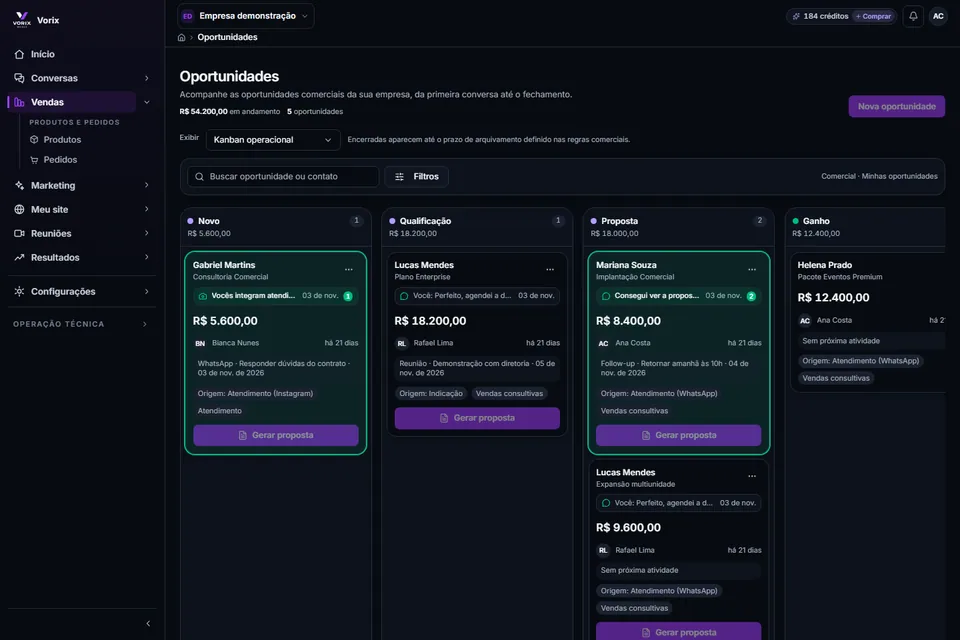 VORIX
Vorix
Início
Conversas
Vendas
PRODUTOS E PEDIDOS
Produtos
Pedidos
Marketing
Meu site
Reuniões
Resultados
Configurações
OPERAÇÃO TÉCNICA
ED Empresa demonstração
184 créditos + Comprar
AC
Oportunidades
Oportunidades
Acompanhe as oportunidades comerciais da sua empresa, da primeira conversa até o fechamento.
R$ 54.200,00 em andamento 5 oportunidades
Nova oportunidade
Exibir Kanban operacional Encerradas aparecem até o prazo de arquivamento definido nas regras comerciais.
Buscar oportunidade ou contato Filtros Comercial · Minhas oportunidades
Novo 1
R$ 5.600,00
Gabriel Martins ...
Consultoria Comercial
Vocês integram atendi... 03 de nov. 1
R$ 5.600,00
BN Bianca Nunes há 21 dias
WhatsApp · Responder dúvidas do contrato ·
03 de nov. de 2026
Origem: Atendimento (Instagram)
Atendimento
Gerar proposta
Qualificação 1
R$ 18.200,00
Lucas Mendes ...
Plano Enterprise
Você: Perfeito, agendei a d... 03 de nov.
R$ 18.200,00
RL Rafael Lima há 21 dias
Reunião · Demonstração com diretoria · 05 de
nov. de 2026
Origem: Indicação Vendas consultivas
Gerar proposta
Proposta 2
R$ 18.000,00
Mariana Souza ...
Implantação Comercial
Consegui ver a propos... 03 de nov. 2
R$ 8.400,00
AC Ana Costa há 21 dias
Follow-up · Retornar amanhã às 10h · 04 de
nov. de 2026
Origem: Atendimento (WhatsApp)
Vendas consultivas
Gerar proposta
Lucas Mendes ...
Expansão multiunidade
Você: Perfeito, agendei a d... 03 de nov.
R$ 9.600,00
RL Rafael Lima há 21 dias
Sem próxima atividade
Origem: Atendimento (WhatsApp)
Vendas consultivas
Gerar proposta
Ganho
R$ 12.400,00
Helena Prado
Pacote Eventos Premium
R$ 12.400,00
AC Ana Costa há 2
Sem próxima atividade
Origem: Atendimento (WhatsApp)
Vendas consultivas